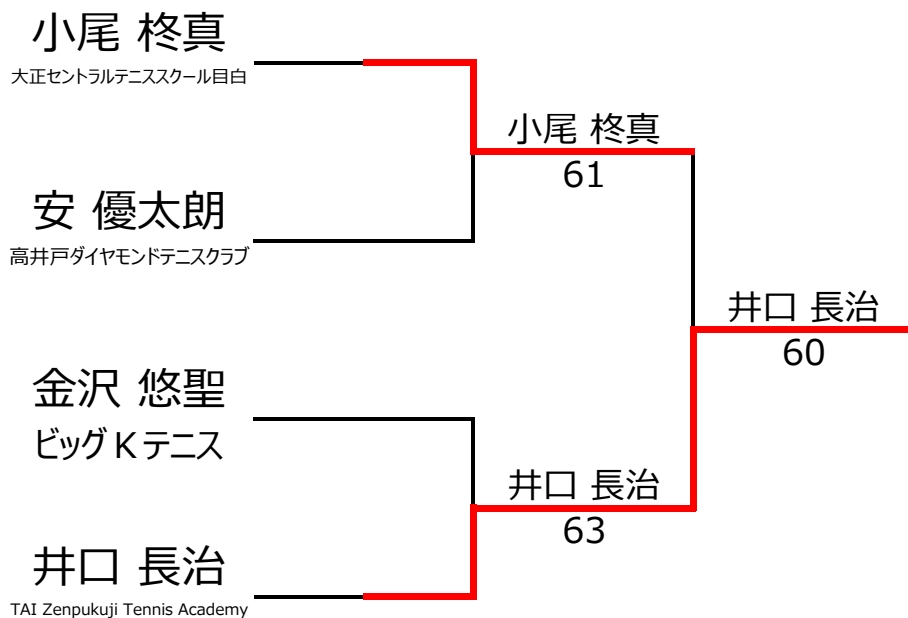 小尾 柊真
大正セントラルテニススクール目白
小尾 柊真
61
安 優太朗
高井戸ダイヤモンドテニスクラブ
井口 長治
60
金沢 悠聖
ビッグＫテニス
井口 長治
63
井口 長治
TAI Zenpukuji Tennis Academy